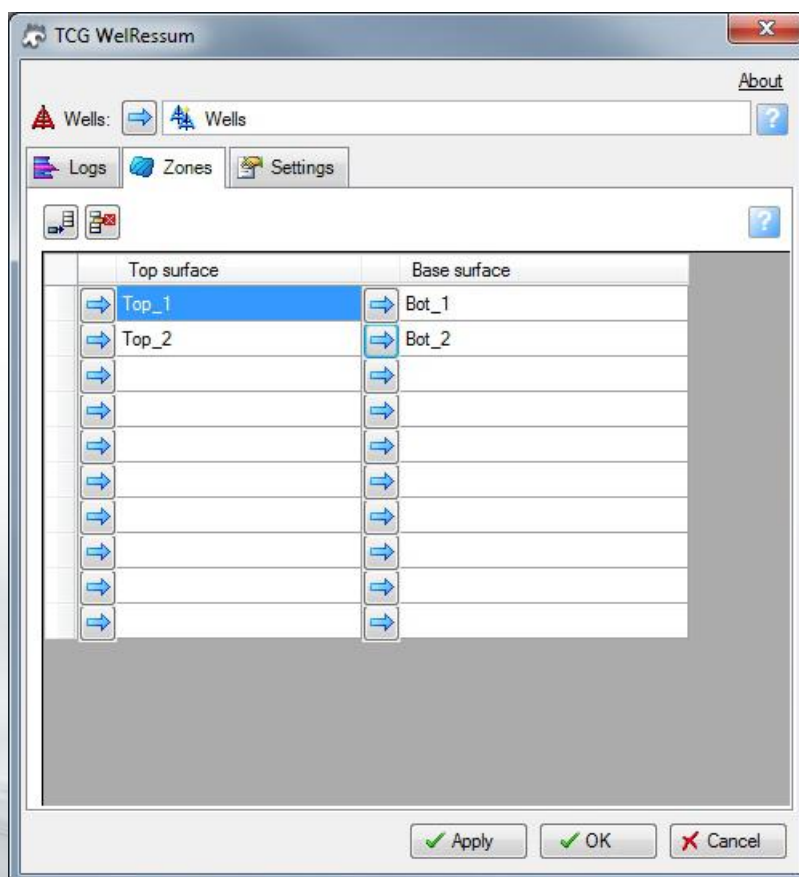 TCG WelRessum
About
Wells: Wells
Logs Zones Settings
Top surface Base surface
Top_1 Bot_1
Top_2 Bot_2
Apply OK Cancel